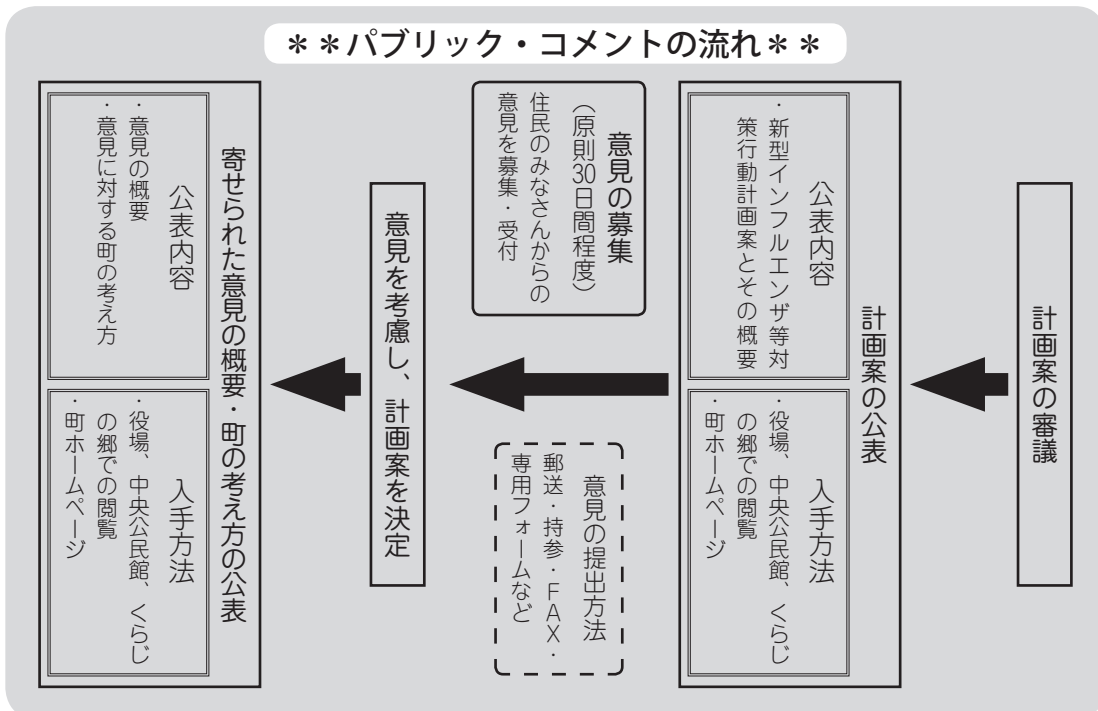 ＊＊パブリック・コメントの流れ＊＊
計画案の審議
計画案の公表
公表内容
・新型インフルエンザ等対
策行動計画案とその概要
入手方法
・役場、中央公民館、くらじ
の郷での閲覧
・町ホームページ
意見の募集
（原則30日間程度）
住民のみなさんからの
意見を募集・受付
意見の提出方法
郵送・持参・ＦＡＸ・
専用フォームなど
意見を考慮し、計画案を決定
寄せられた意見の概要・町の考え方の公表
公表内容
・意見の概要
・意見に対する町の考え方
入手方法
・役場、中央公民館、くらじ
の郷での閲覧
・町ホームページ